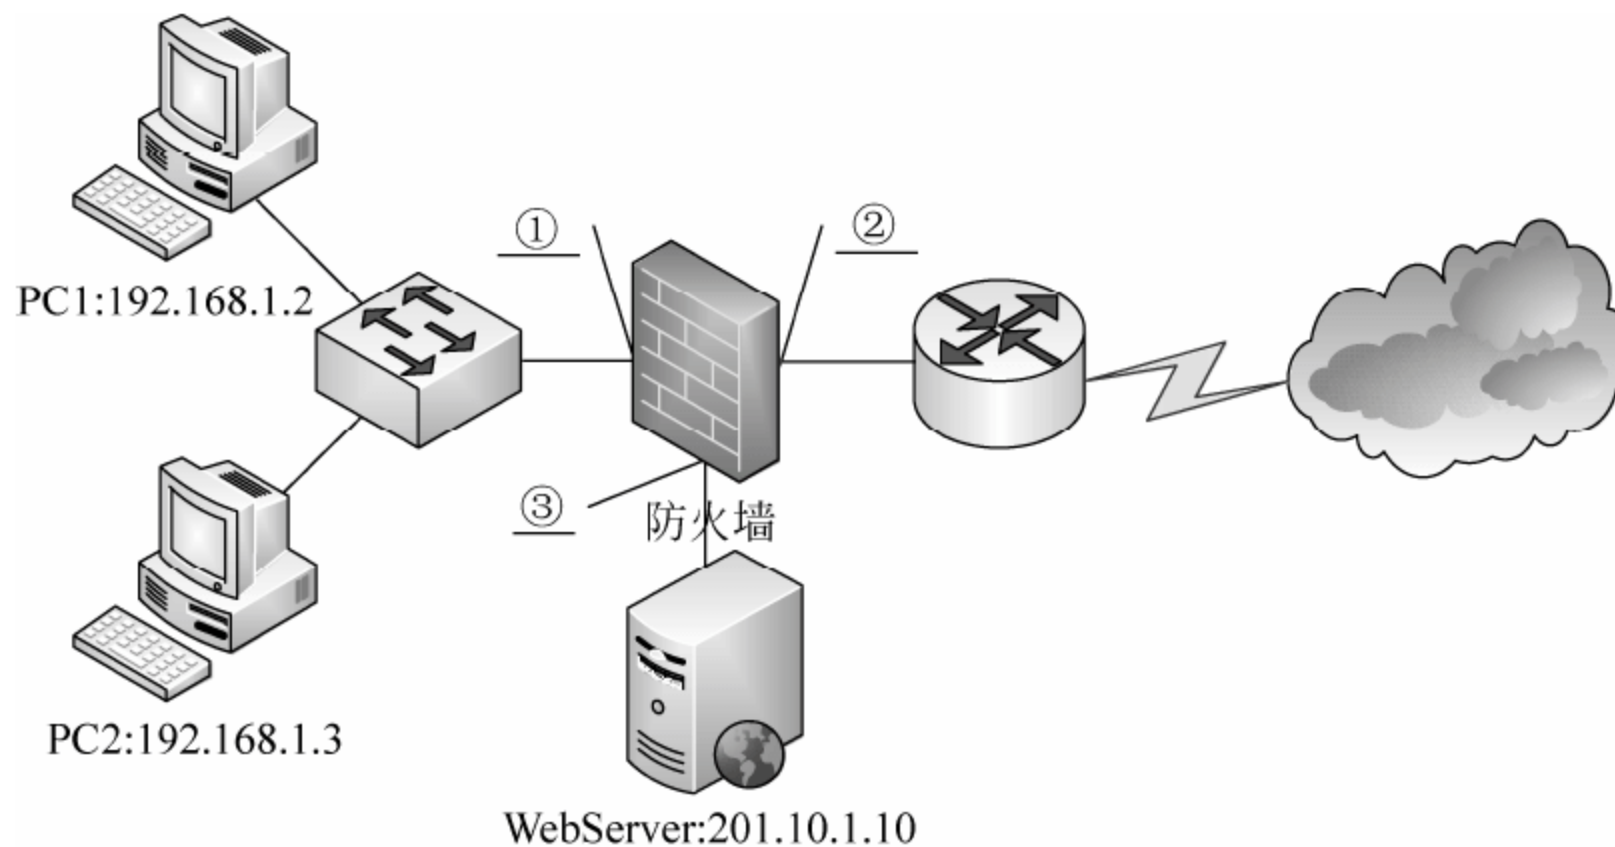 ①
②
PC1:192.168.1.2
③
防火墙
PC2:192.168.1.3
WebServer:201.10.1.10